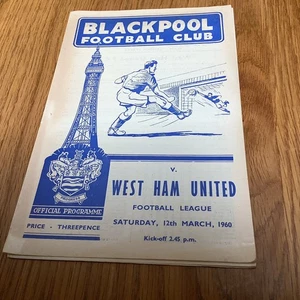 BLACKPOOL
FOOTBALL CLUB
V.
WEST HAM UNITED
FOOTBALL LEAGUE
SATURDAY, 12th MARCH, 1960
Kick-off 2.45 p.m.
OFFICIAL PROGRAMME
PRICE - THREEPENCE